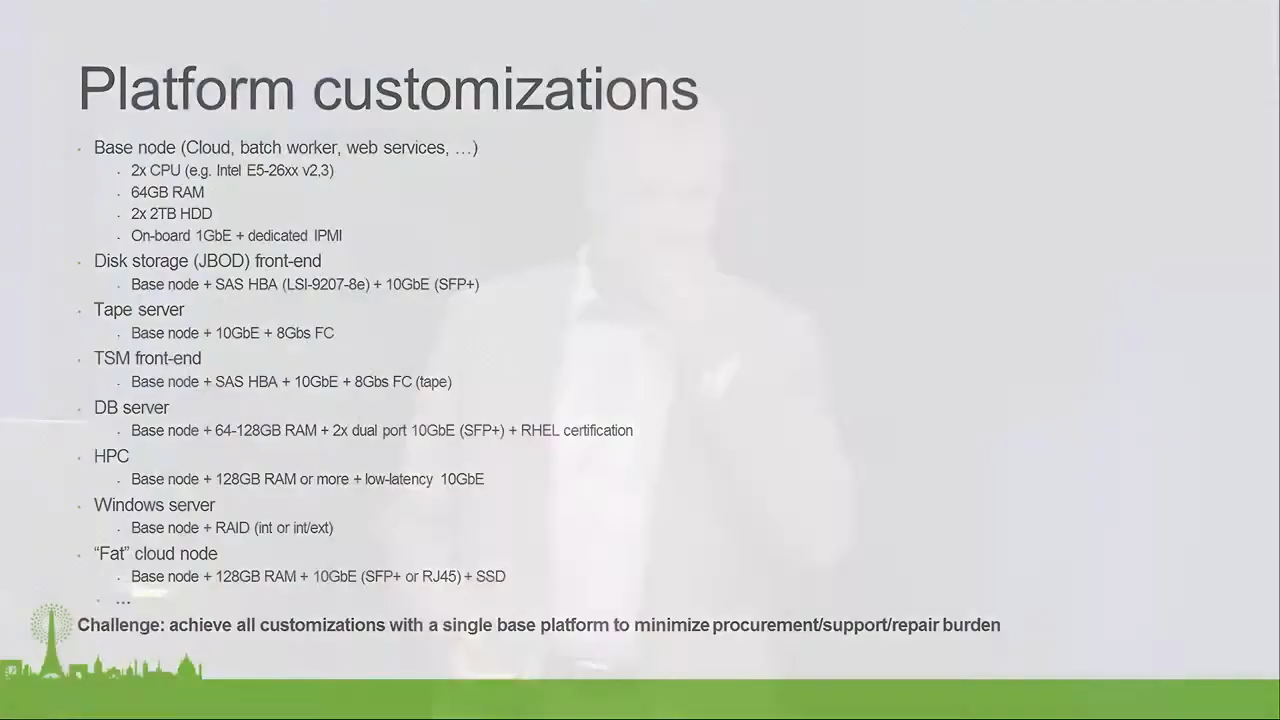 Platform customizations
Base node (Cloud, batch worker, web services, …)
2x CPU (e.g. Intel E5-26xx v2,3)
64GB RAM
2x 2TB HDD
On-board 1GbE + dedicated IPMI
Disk storage (JBOD) front-end
Base node + SAS HBA (LSI-9207-8e) + 10GbE (SFP+)
Tape server
Base node + 10GbE + 8Gbs FC
TSM front-end
Base node + SAS HBA + 10GbE + 8Gbs FC (tape)
DB server
Base node + 64-128GB RAM + 2x dual port 10GbE (SFP+) + RHEL certification
HPC
Base node + 128GB RAM or more + low-latency 10GbE
Windows server
Base node + RAID (int or int/ext)
“Fat” cloud node
Base node + 128GB RAM + 10GbE (SFP+ or RJ45) + SSD
…
Challenge: achieve all customizations with a single base platform to minimize procurement/support/repair burden